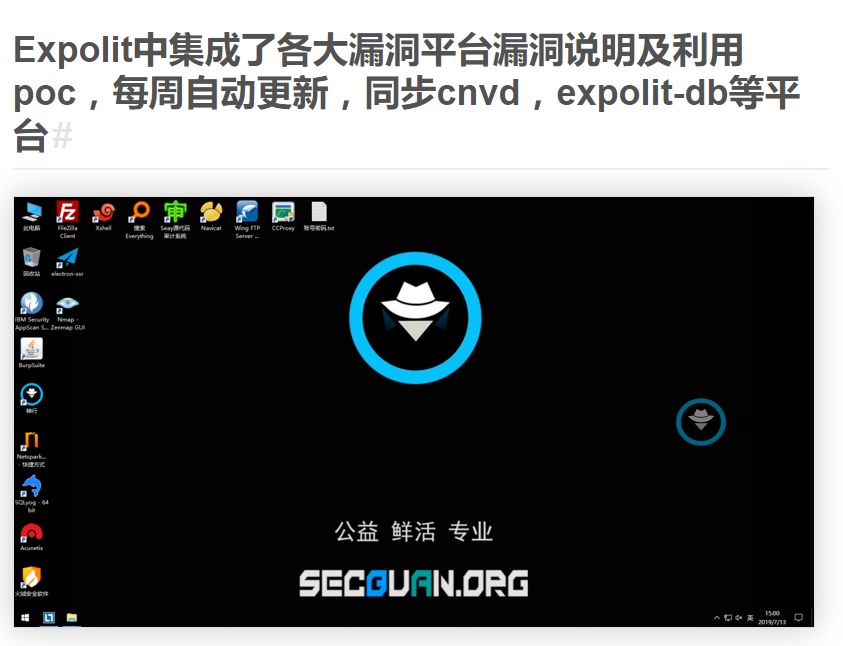 Expolit中集成了各大漏洞平台漏洞说明及利用
poc，每周自动更新，同步cnvd，expolit-db等平
台#
此电脑
FileZilla
Client
Xshell
搜索
Everything
Seay源代码
审计系统
Navicat
Wing FTP
Server ...
CCProxy
账号密码.txt
回收站
electron-ssr
IBM Security
AppScan S...
Nmap -
Zenmap GUI
BurpSuite
神行
Netspark...
- 快捷方式
SQLyog - 64
bit
Acunetix
火绒安全软件
公益 鲜活 专业
SECQUAN.ORG
英
15:00
2019/7/13